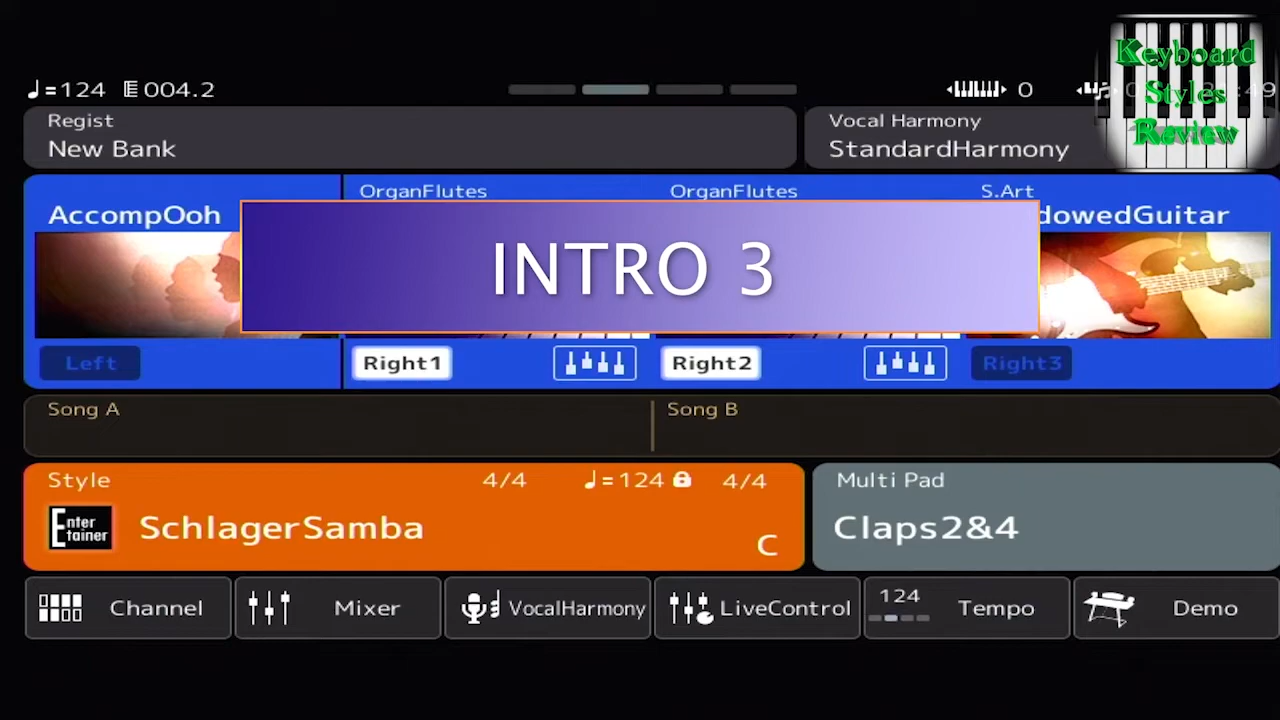 ♩=124 004.2
0
49
Keyboard
Styles
Review
Regist
New Bank
Vocal Harmony
StandardHarmony
AccompOoh
OrganFlutes
OrganFlutes
S.Art
dowedGuitar
INTRO 3
Left
Right1
Right2
Right3
Song A
Song B
Style
4/4
♩=124
4/4
Entertainer
SchlagerSamba
C
Multi Pad
Claps2&4
Channel
Mixer
VocalHarmony
LiveControl
124
Tempo
Demo